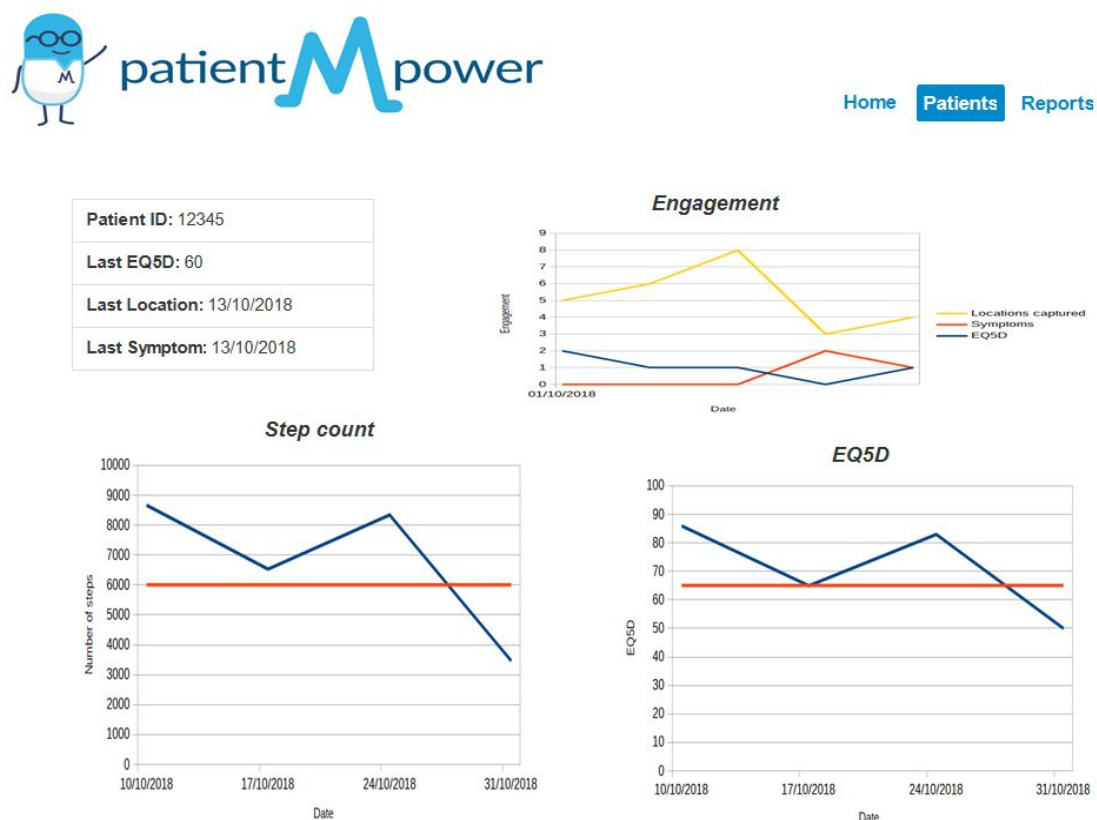 patient M power
M
Home Patients Reports
Patient ID: 12345
Last EQ5D: 60
Last Location: 13/10/2018
Last Symptom: 13/10/2018
Engagement
9
8
7
6
5
4
3
2
1
0
Engagement
01/10/2018
Date
Locations captured
Symptoms
EQ5D
Step count
10000
9000
8000
7000
6000
5000
4000
3000
2000
1000
0
Number of steps
10/10/2018 17/10/2018 24/10/2018 31/10/2018
Date
EQ5D
100
90
80
70
60
50
40
30
20
10
0
EQ5D
10/10/2018 17/10/2018 24/10/2018 31/10/2018
Date